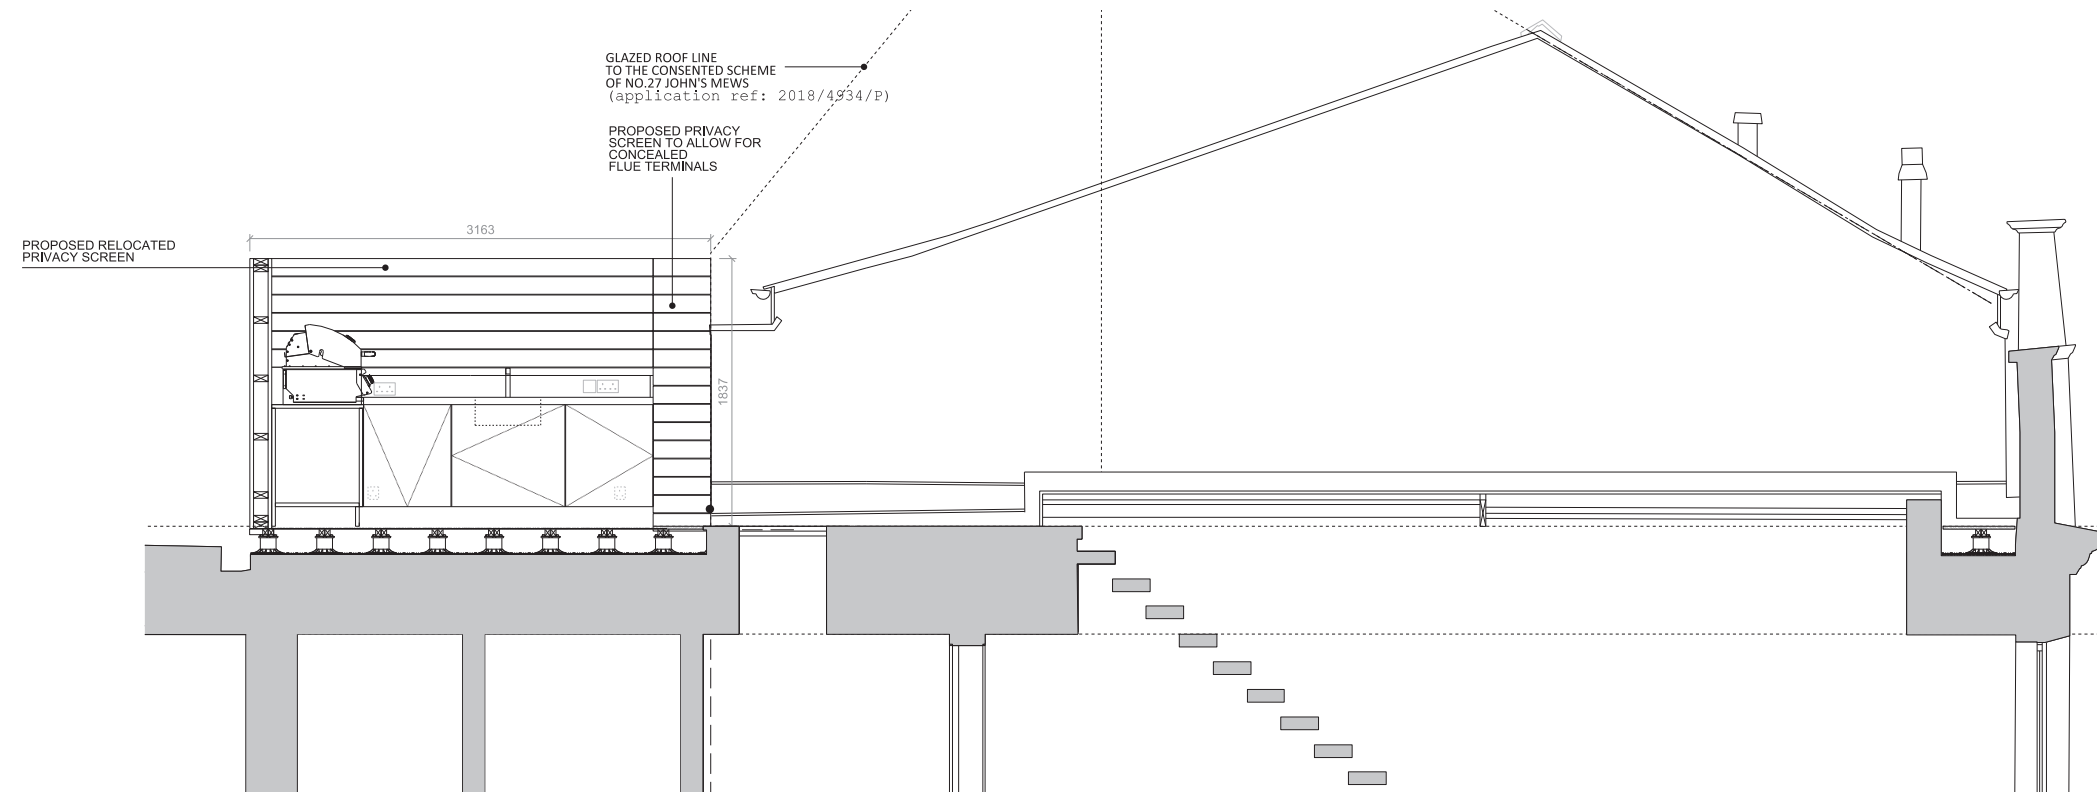 GLAZED ROOF LINE
TO THE CONSENTED SCHEME
OF NO.27 JOHN'S MEWS
(application ref: 2018/4934/P)
PROPOSED PRIVACY
SCREEN TO ALLOW FOR
CONCEALED
FLUE TERMINALS
3163
PROPOSED RELOCATED
PRIVACY SCREEN
1837